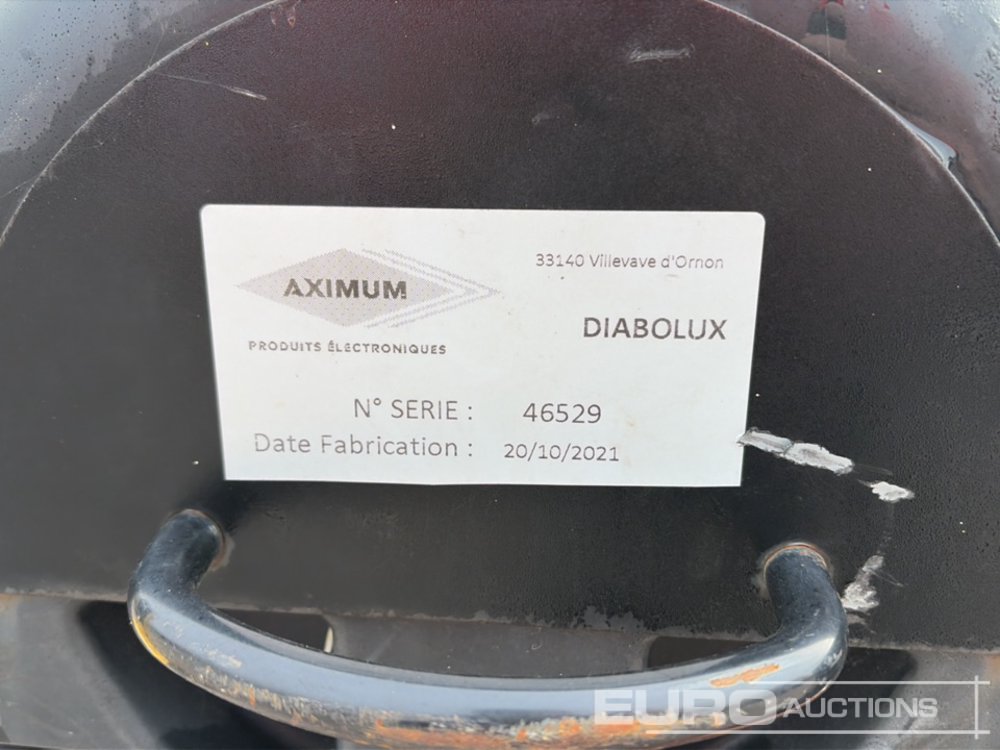 AXIMUM
PRODUITS ÉLECTRONIQUES
33140 Villevave d'Ornon
DIABOLUX
N° SERIE : 46529
Date Fabrication : 20/10/2021
EURO AUCTIONS